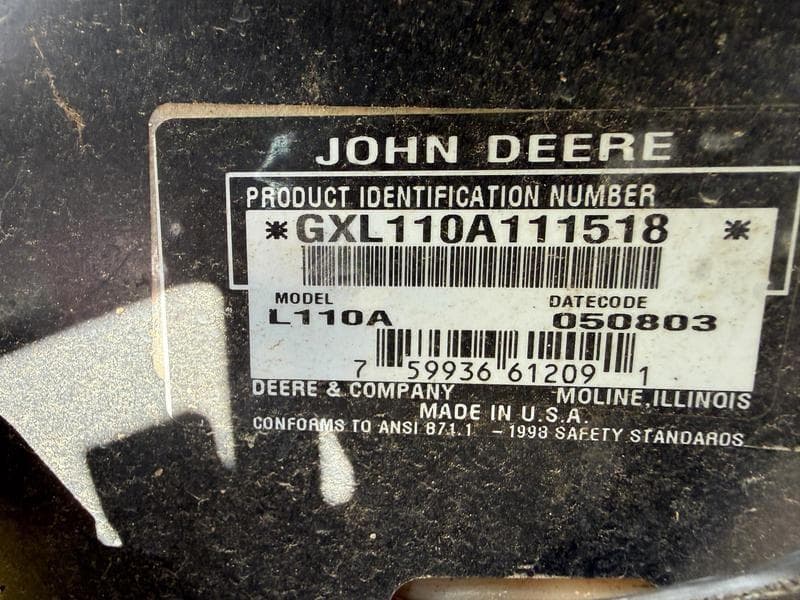 JOHN DEERE
PRODUCT IDENTIFICATION NUMBER
*GXL110A111518 *
MODEL DATECODE
L110A 050803
7 59936 61209 1
DEERE & COMPANY MOLINE, ILLINOIS
MADE IN U.S.A.
CONFORMS TO ANSI B71.1 - 1998 SAFETY STANDARDS